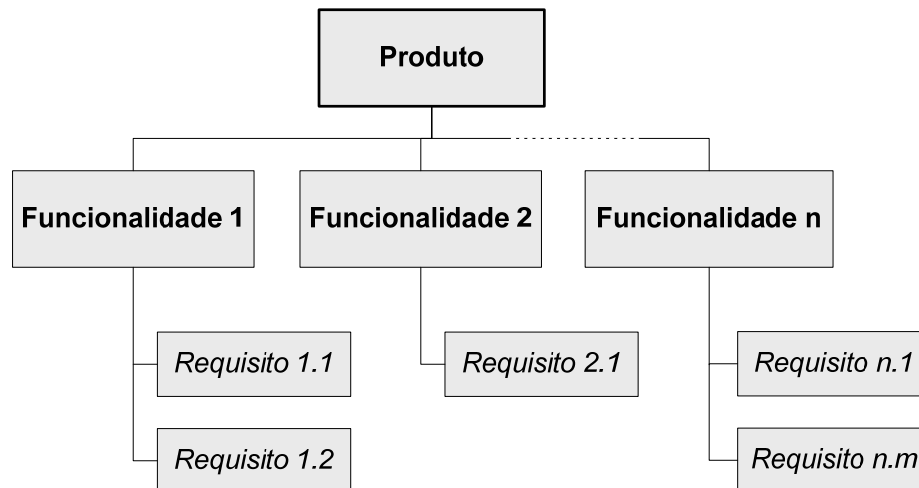 Produto
Funcionalidade 1
Funcionalidade 2
Funcionalidade n
Requisito 1.1
Requisito 2.1
Requisito n.1
Requisito 1.2
Requisito n.m